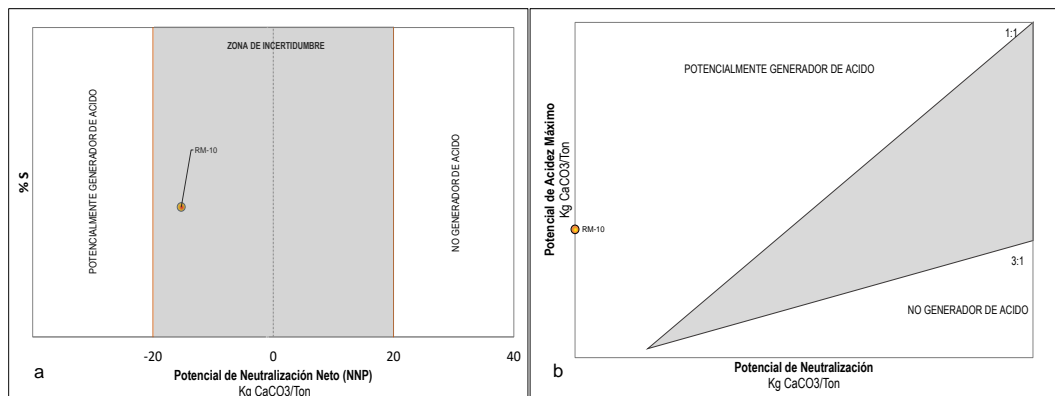 ZONA DE INCERTIDUMBRE
POTENCIALMENTE GENERADOR DE ACIDO
RM-10
NO GENERADOR DE ACIDO
% S
-20
0
20
40
a
Potencial de Neutralización Neto (NNP)
Kg CaCO3/Ton
1:1
POTENCIALMENTE GENERADOR DE ACIDO
Potencial de Acidez Máximo
Kg CaCO3/Ton
RM-10
3:1
NO GENERADOR DE ACIDO
b
Potencial de Neutralización
Kg CaCO3/Ton